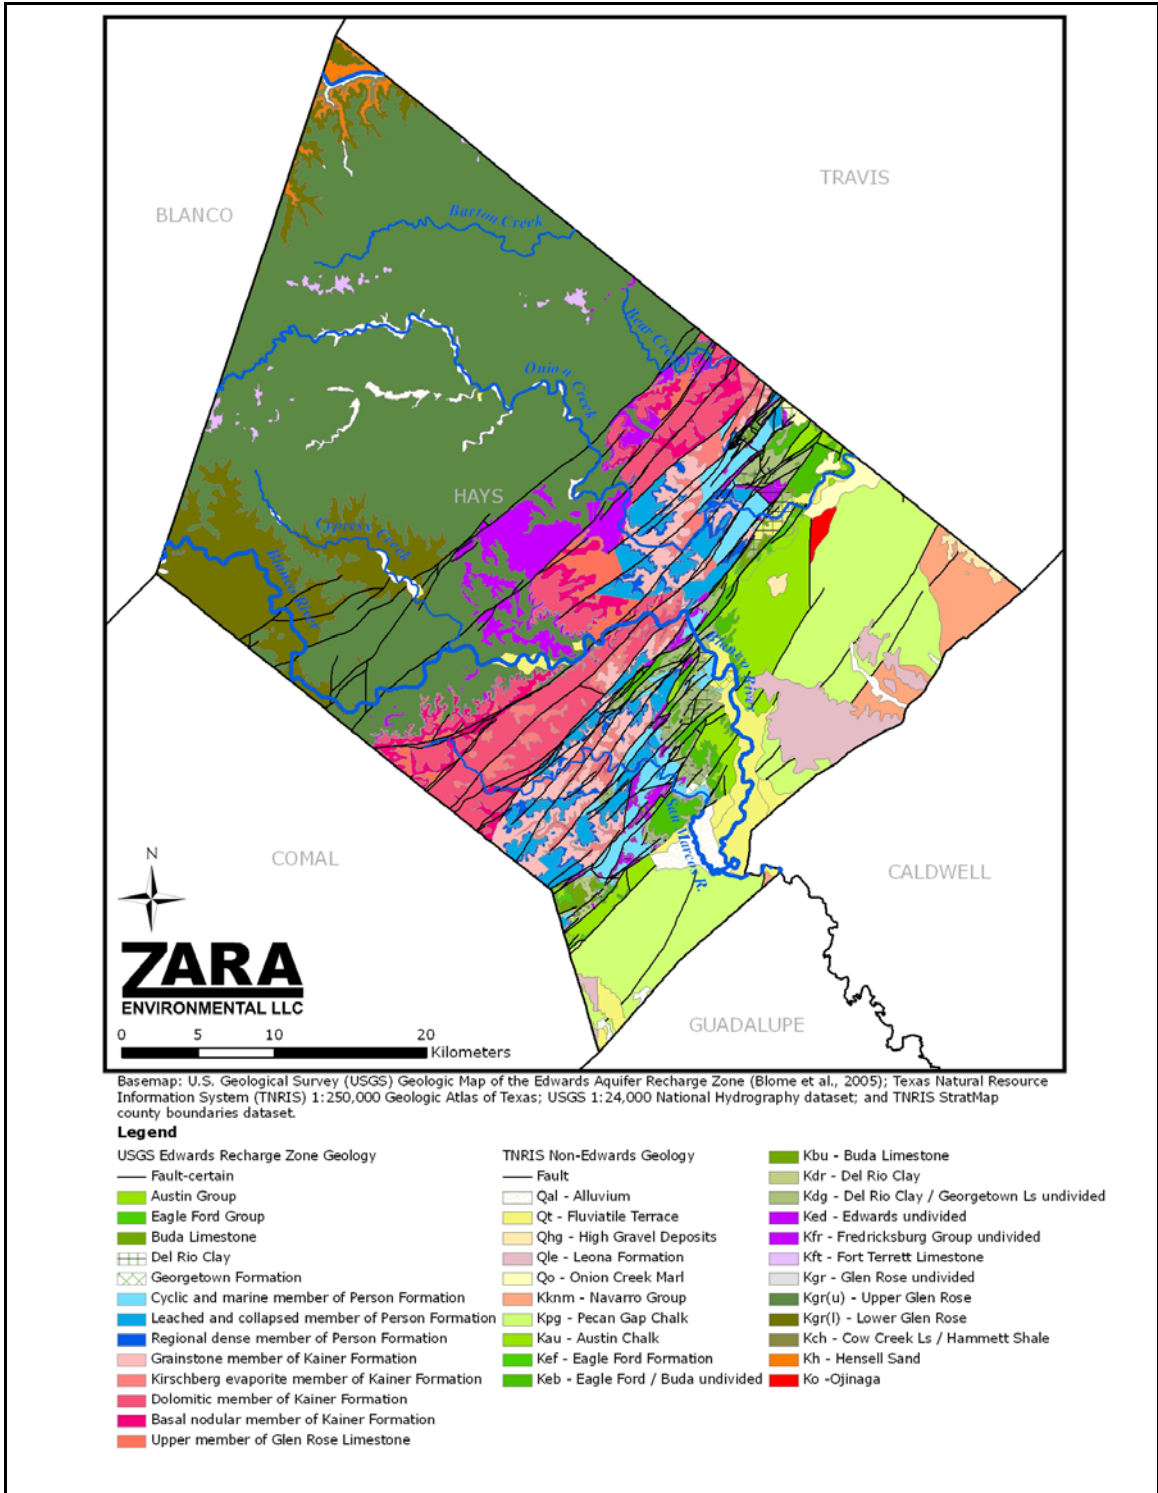 TRAVIS
BLANCO
Barton Creek
Bear Creek
Onion Creek
HAYS
Cypress Creek
Blanco River
Blanco River
San Marcos R.
COMAL
CALDWELL
GUADALUPE
N
ZARA
ENVIRONMENTAL LLC
0 5 10 20
Kilometers
Basemap: U.S. Geological Survey (USGS) Geologic Map of the Edwards Aquifer Recharge Zone (Blome et al., 2005); Texas Natural Resource
Information System (TNRIS) 1:250,000 Geologic Atlas of Texas; USGS 1:24,000 National Hydrography dataset; and TNRIS StratMap
county boundaries dataset.
Legend
USGS Edwards Recharge Zone Geology
Fault-certain
Austin Group
Eagle Ford Group
Buda Limestone
Del Rio Clay
Georgetown Formation
Cyclic and marine member of Person Formation
Leached and collapsed member of Person Formation
Regional dense member of Person Formation
Grainstone member of Kainer Formation
Kirschberg evaporite member of Kainer Formation
Dolomitic member of Kainer Formation
Basal nodular member of Kainer Formation
Upper member of Glen Rose Limestone
TNRIS Non-Edwards Geology
Fault
Qal - Alluvium
Qt - Fluviatile Terrace
Qhg - High Gravel Deposits
Qle - Leona Formation
Qo - Onion Creek Marl
Kknm - Navarro Group
Kpg - Pecan Gap Chalk
Kau - Austin Chalk
Kef - Eagle Ford Formation
Keb - Eagle Ford / Buda undivided
Kbu - Buda Limestone
Kdr - Del Rio Clay
Kdg - Del Rio Clay / Georgetown Ls undivided
Ked - Edwards undivided
Kfr - Fredricksburg Group undivided
Kft - Fort Terrett Limestone
Kgr - Glen Rose undivided
Kgr(u) - Upper Glen Rose
Kgr(l) - Lower Glen Rose
Kch - Cow Creek Ls / Hammett Shale
Kh - Hensell Sand
Ko -Ojinaga